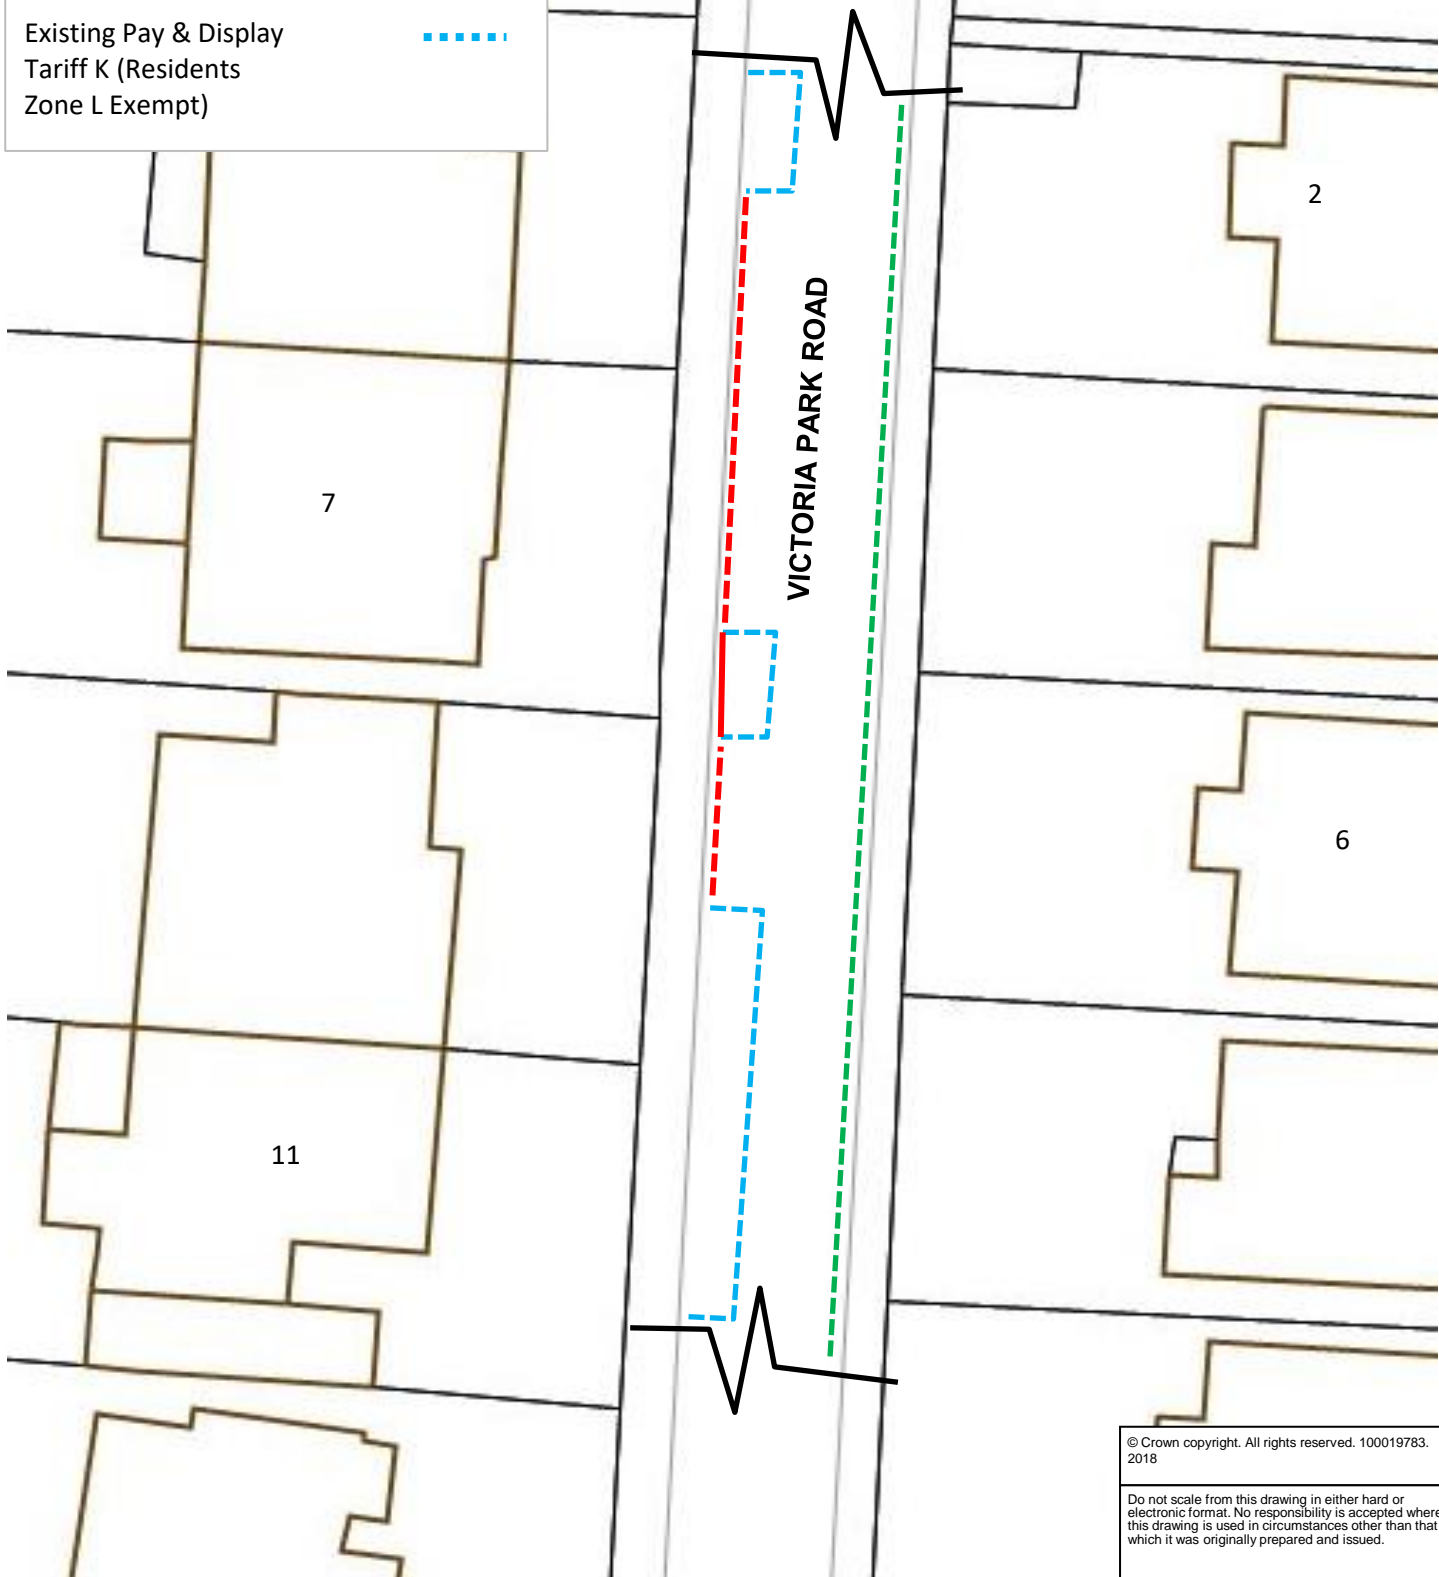 Existing Pay & Display
Tariff K (Residents
Zone L Exempt)
2
VICTORIA PARK ROAD
7
6
11
© Crown copyright. All rights reserved. 100019783.
2018
Do not scale from this drawing in either hard or
electronic format. No responsibility is accepted where
this drawing is used in circumstances other than that
which it was originally prepared and issued.